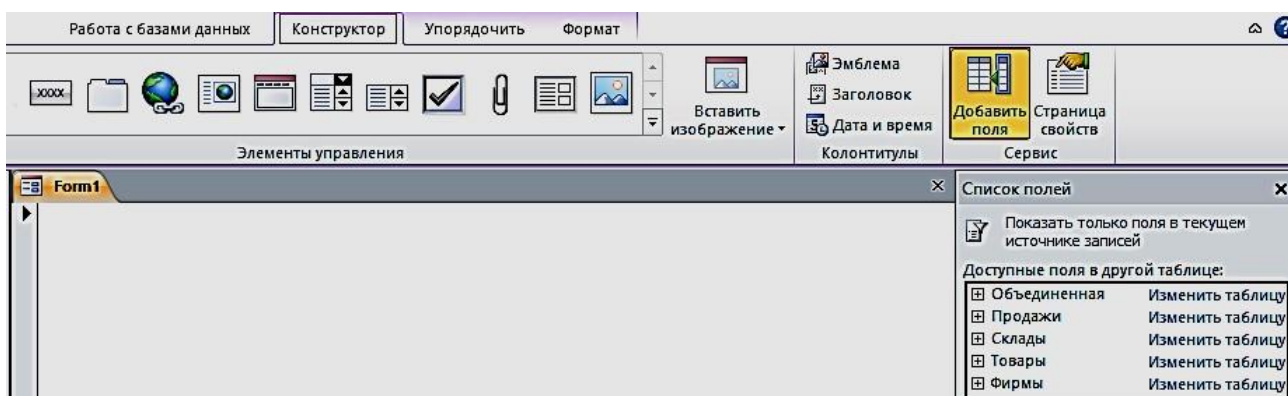 Работа с базами данных Конструктор Упорядочить Формат
XXXX
Вставить
изображение
Эмблема
Заголовок
Дата и время
Добавить
поля
Страница
свойств
Элементы управления Колонтитулы Сервис
Form1
Список полей
Показать только поля в текущем
источнике записей
Доступные поля в другой таблице:
Объединенная Изменить таблицу
Продажи Изменить таблицу
Склады Изменить таблицу
Товары Изменить таблицу
Фирмы Изменить таблицу